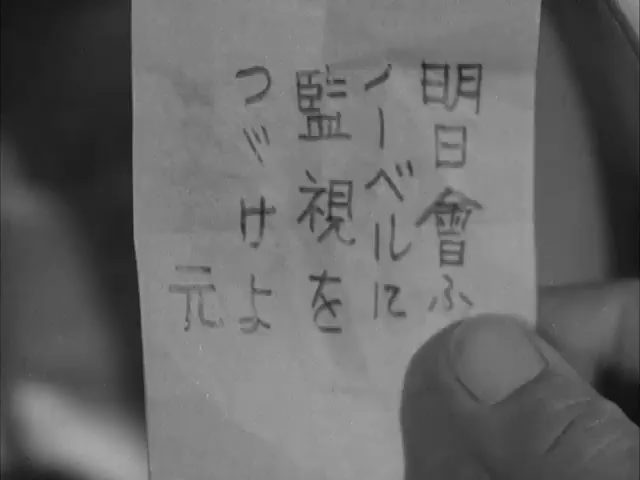 明日會ふ
ノーベルに
監視を
つゞけよ
元